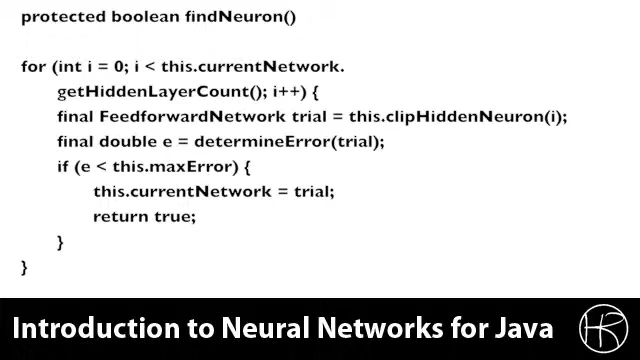 protected boolean findNeuron()
for (int i = 0; i < this.currentNetwork.
getHiddenLayerCount(); i++) {
final FeedforwardNetwork trial = this.clipHiddenNeuron(i);
final double e = determineError(trial);
if (e < this.maxError) {
this.currentNetwork = trial;
return true;
}
}
Introduction to Neural Networks for Java